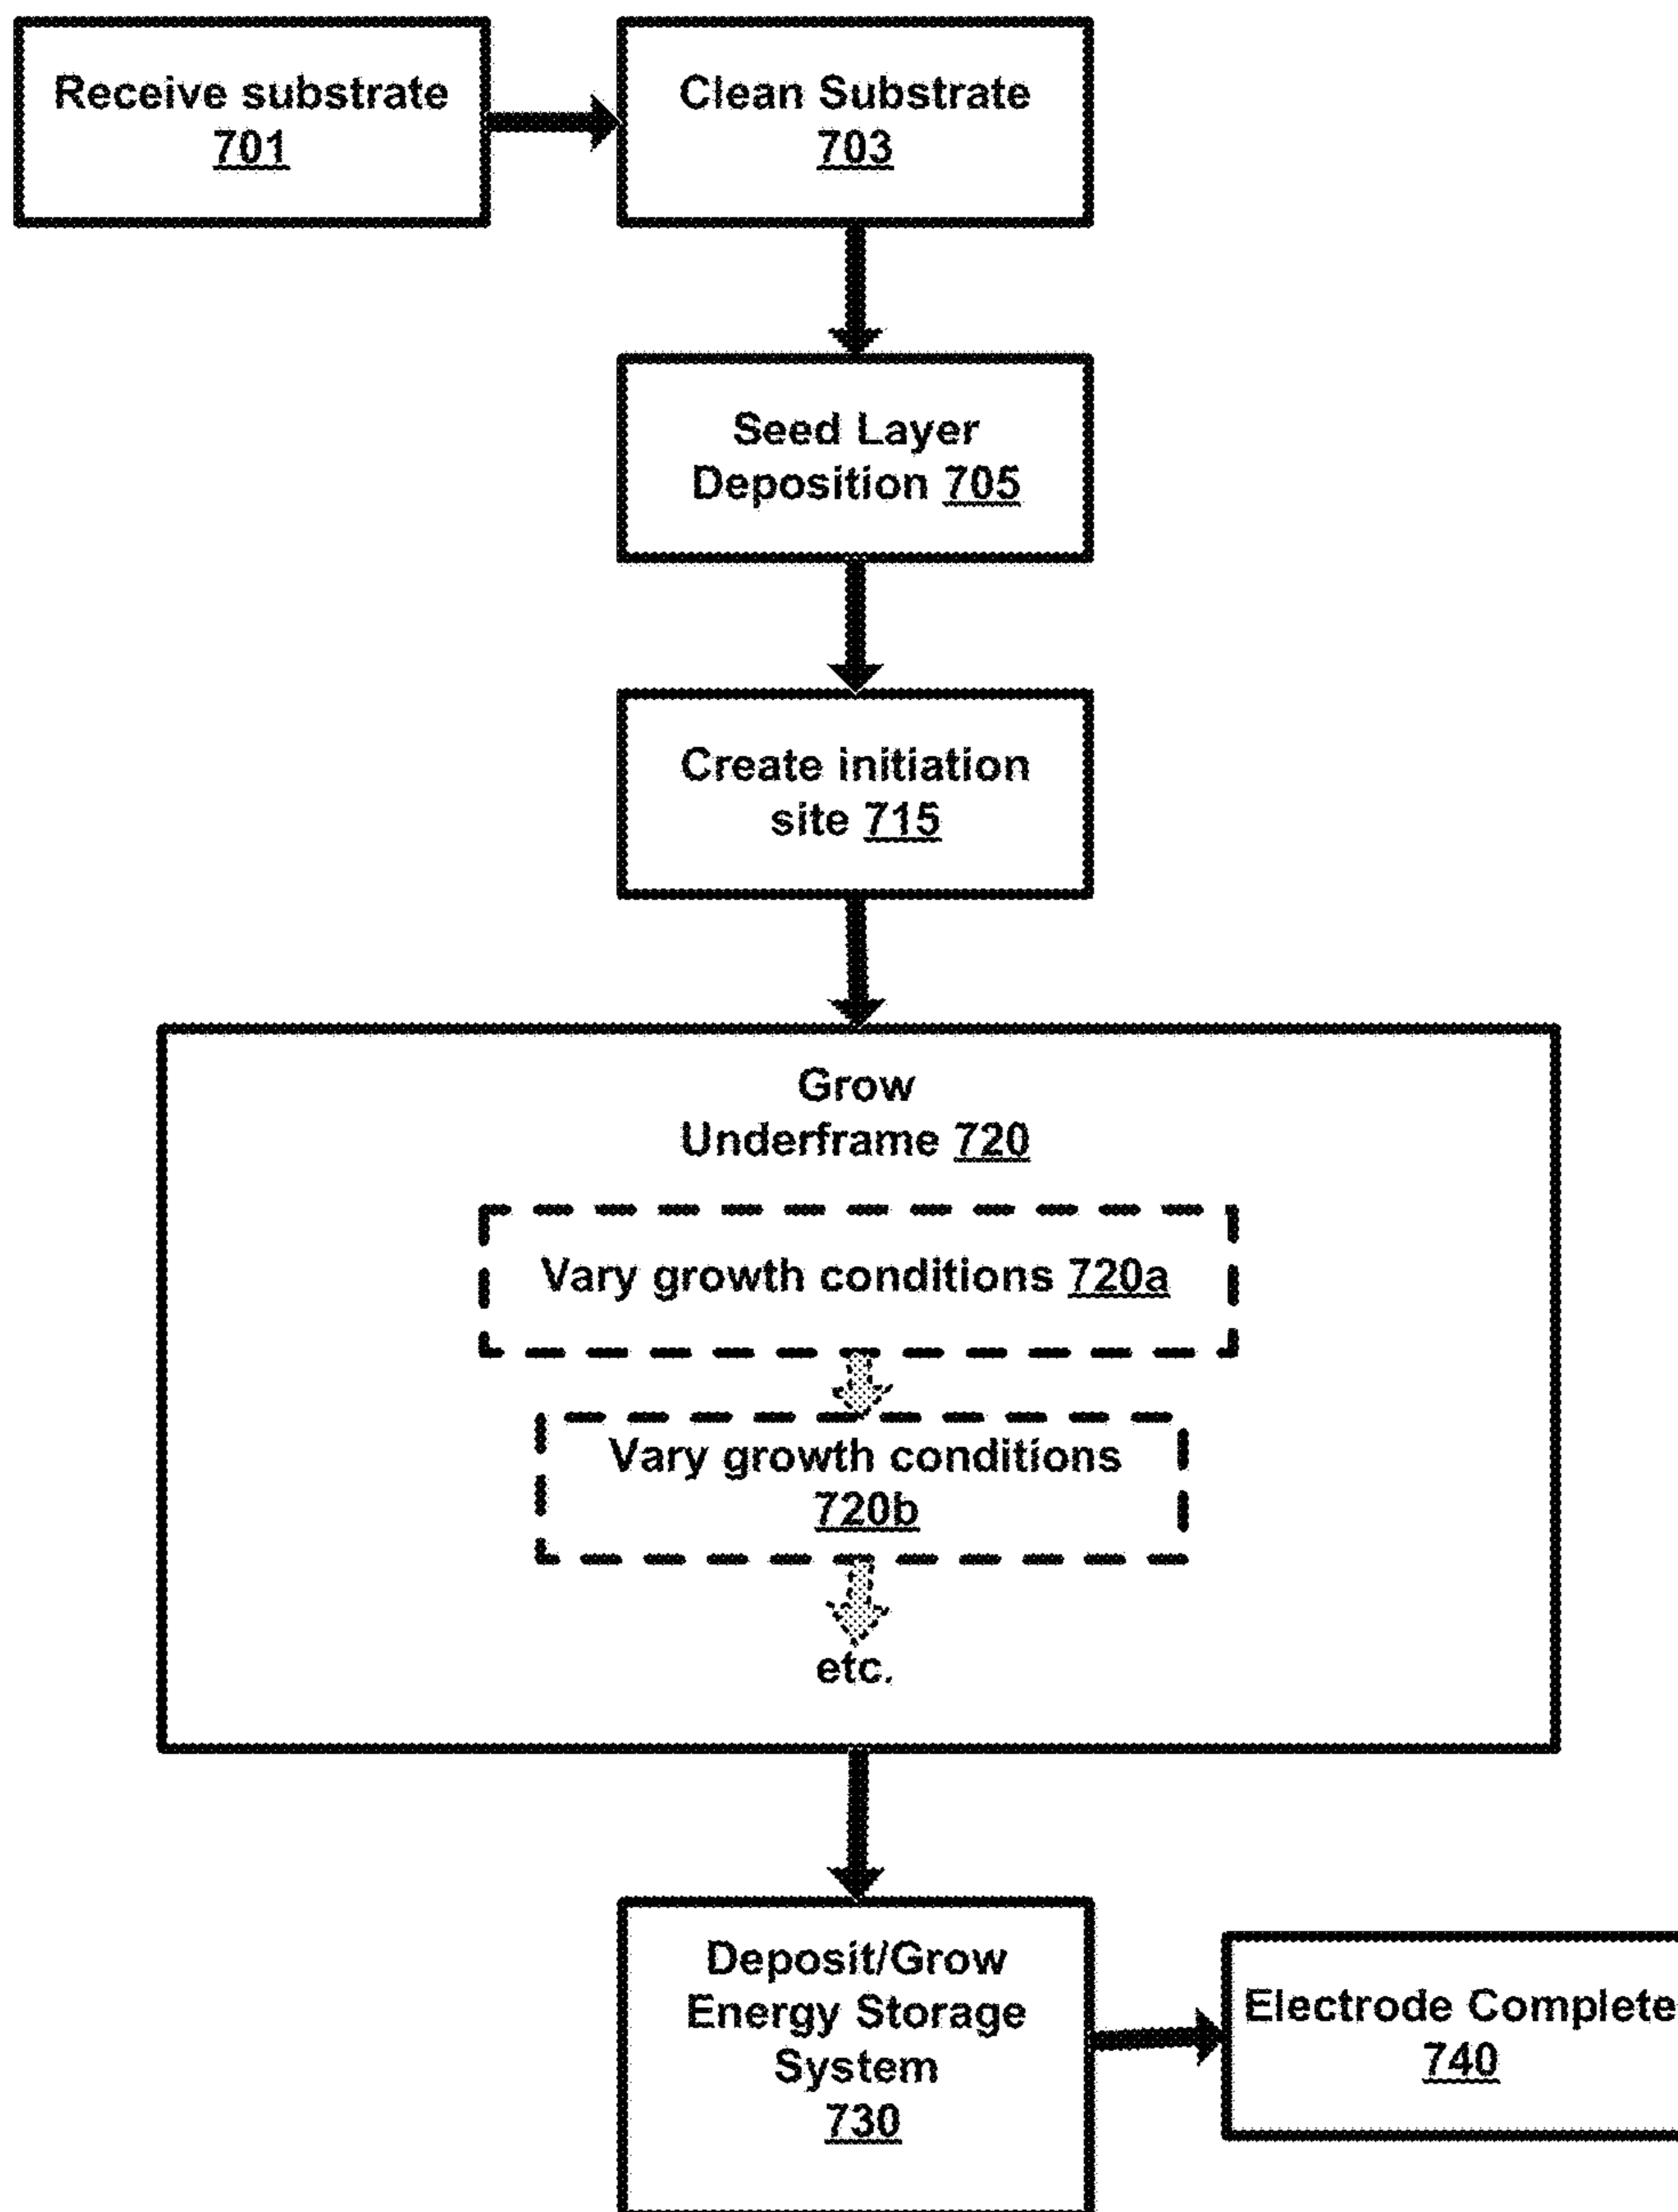 Receive substrate
701
Clean Substrate
703
Seed Layer
Deposition 705
Create initiation
site 715
Grow
Underframe 720
Vary growth conditions 720a
Vary growth conditions
720b
etc.
Deposit/Grow
Energy Storage
System
730
Electrode Complete
740